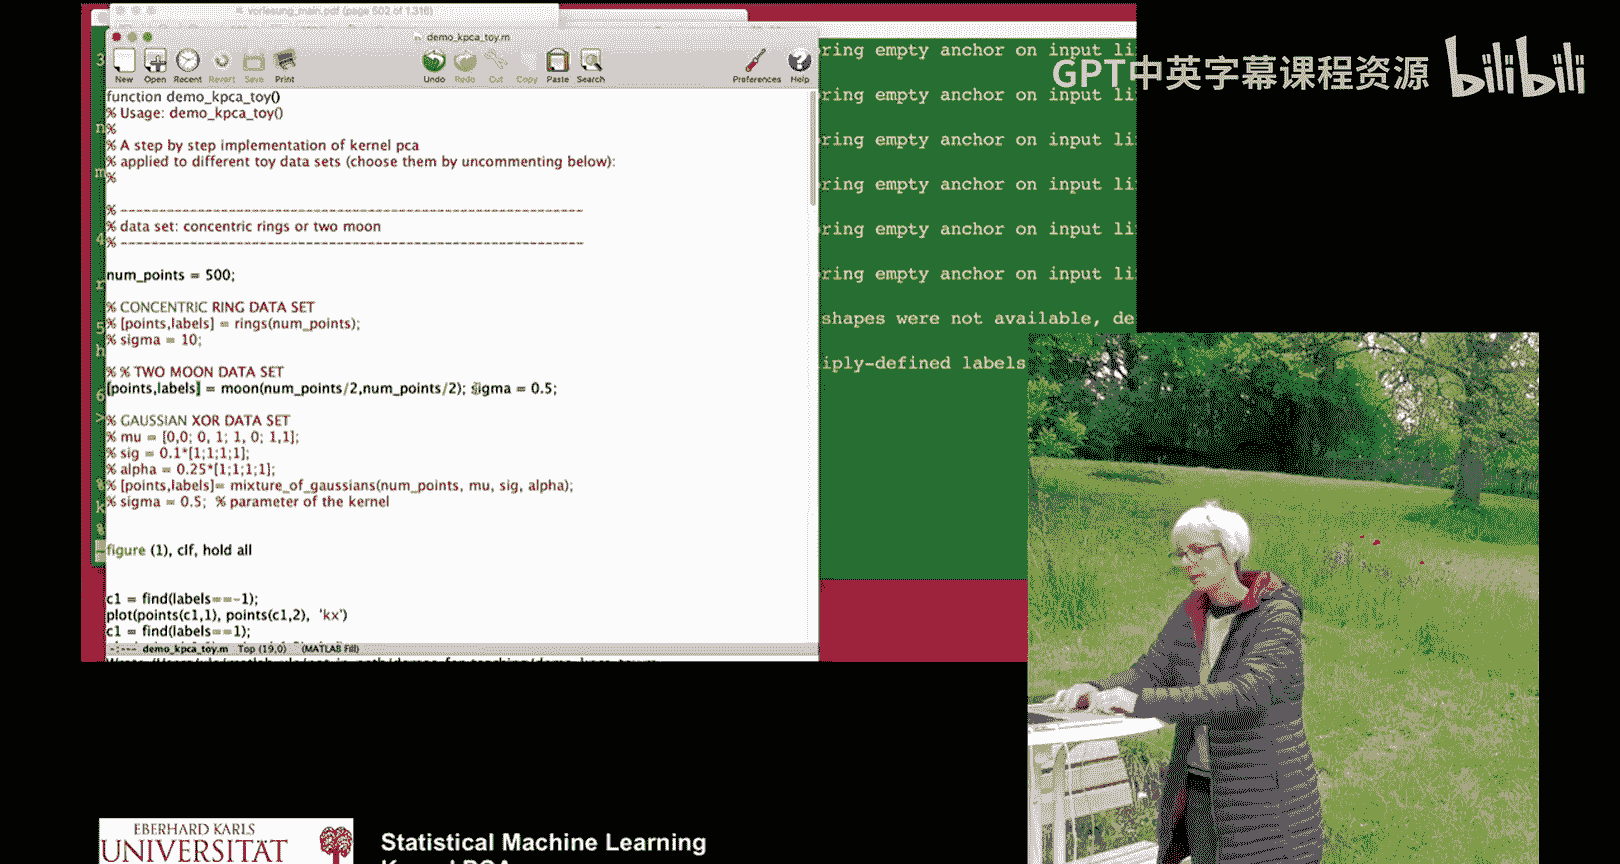 vorlesung_main.pdf (page 502 of 1.316)
demo_kpca_toy.m
New Open Recent Revert Save Print Undo Redo Cut Copy Paste Search Preferences Help
function demo_kpca_toy()
% Usage: demo_kpca_toy()
%
% A step by step implementation of kernel pca
% applied to different toy data sets (choose them by uncommenting below):
%
% ----------------------------------------------------------------
% data set: concentric rings or two moon
% ----------------------------------------------------------------
num_points = 500;
% CONCENTRIC RING DATA SET
% [points,labels] = rings(num_points);
% sigma = 10;
% % TWO MOON DATA SET
[points,labels] = moon(num_points/2,num_points/2); sigma = 0.5;
% GAUSSIAN XOR DATA SET
% mu = [0,0; 0, 1; 1, 0; 1,1];
% sig = 0.1*[1;1;1;1];
% alpha = 0.25*[1;1;1;1];
% [points,labels]= mixture_of_gaussians(num_points, mu, sig, alpha);
% sigma = 0.5;  % parameter of the kernel
figure (1), clf, hold all
c1 = find(labels==-1);
plot(points(c1,1), points(c1,2), 'kx')
c1 = find(labels==1);
-:--- demo_kpca_toy.m Top (19,0) (MATLAB Fill)
ring empty anchor on input li
ring empty anchor on input li
ring empty anchor on input li
ring empty anchor on input li
ring empty anchor on input li
ring empty anchor on input li
shapes were not available, de
iply-defined labels
GPT中英字幕课程资源 bilibili
EBERHARD KARLS
UNIVERSITÄT
Statistical Machine Learning